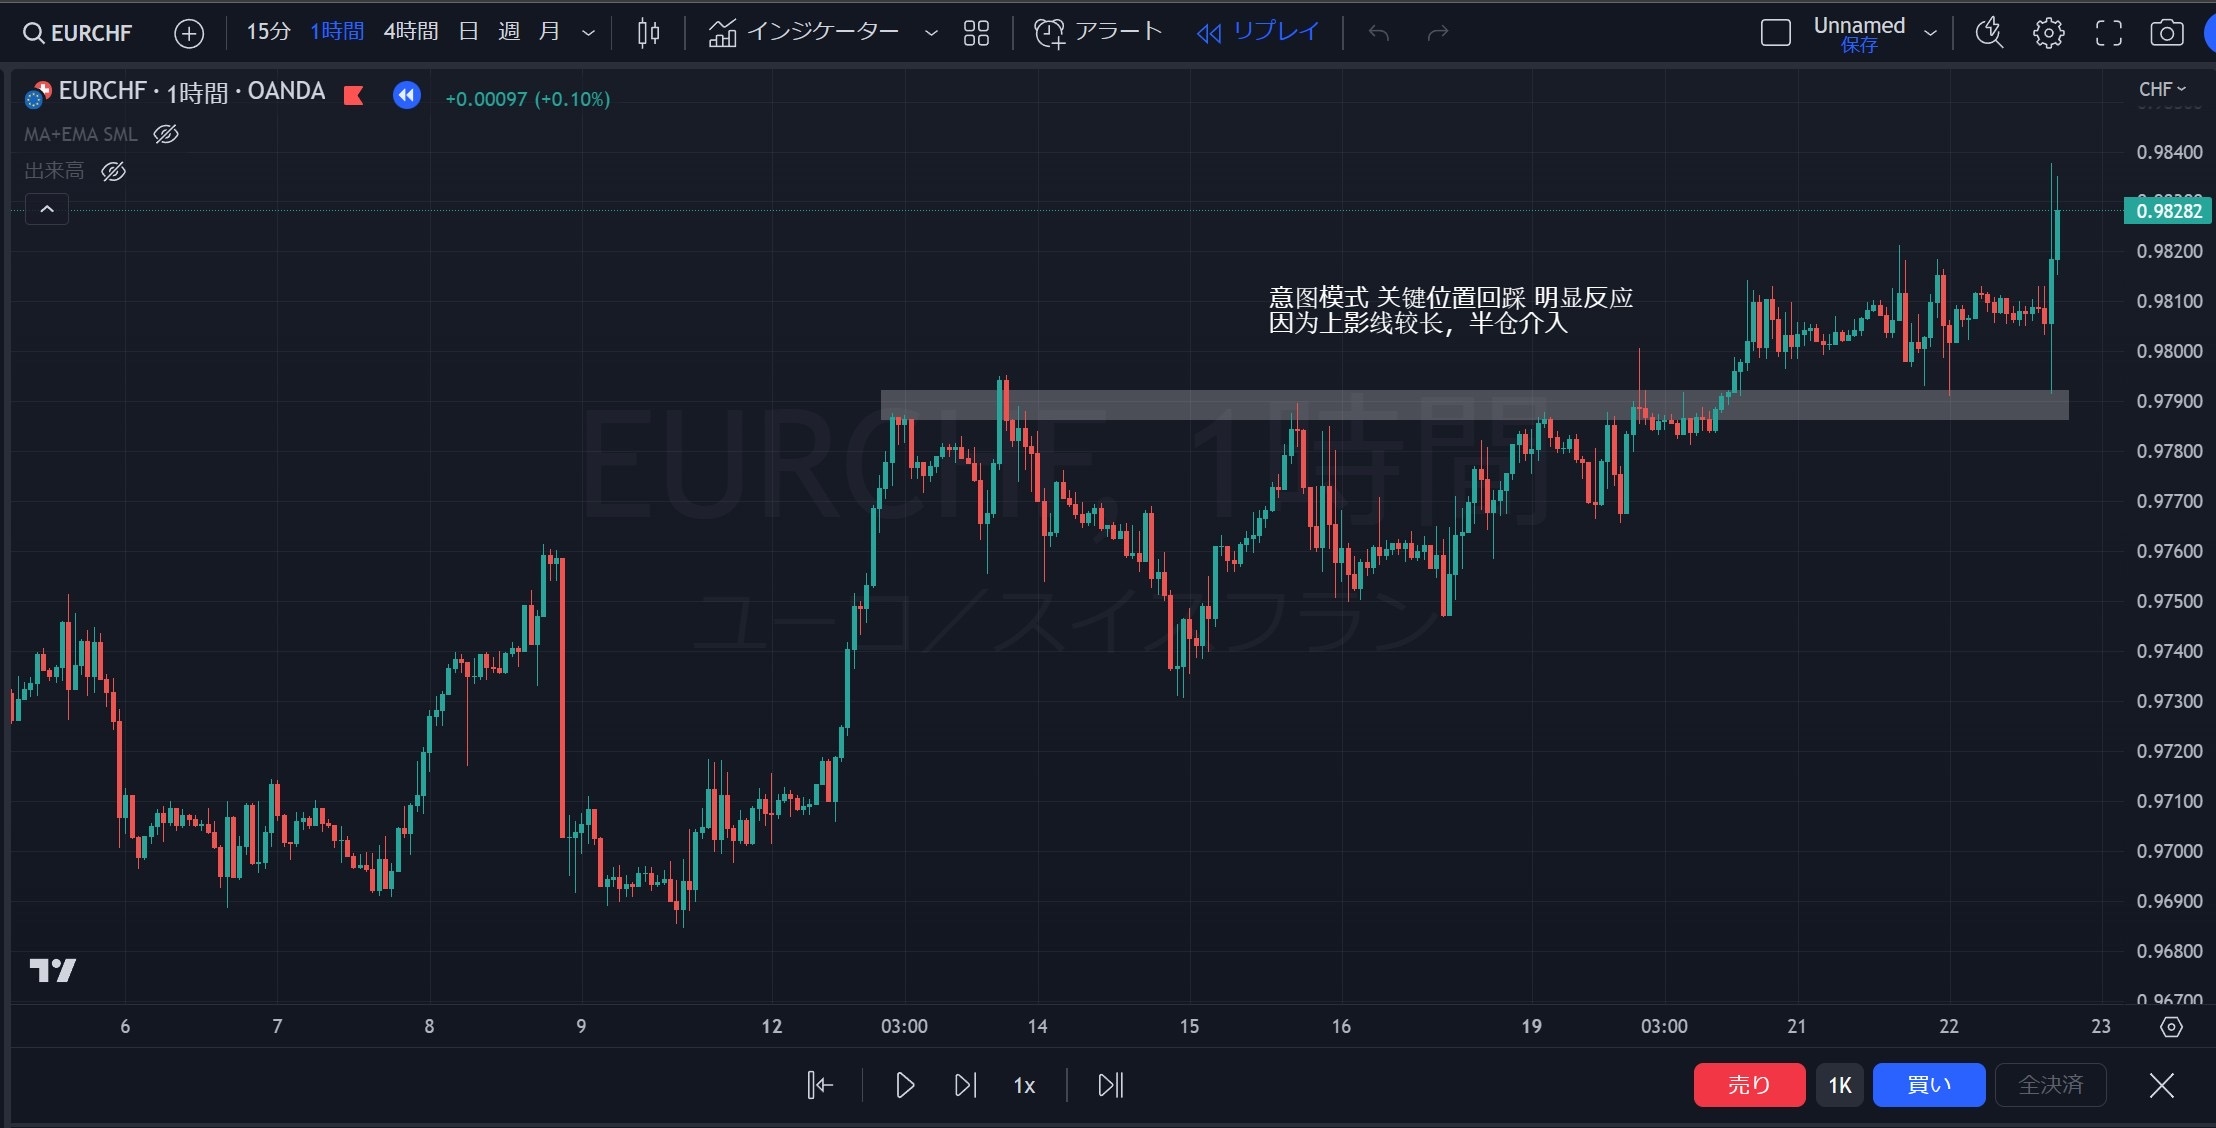 EURCHF 15分 1時間 4時間 日 週 月 インジケーター アラート リプレイ Unnamed 保存
EURCHF · 1時間 · OANDA +0.00097 (+0.10%) CHF
MA+EMA SML
出来高
0.98400
0.98282
0.98200
0.98100
0.98000
0.97900
0.97800
0.97700
0.97600
0.97500
0.97400
0.97300
0.97200
0.97100
0.97000
0.96900
0.96800
0.96700
意图模式 关键位置回踩 明显反应
因为上影线较长，半仓介入
EURCHF, 1時間
ユーロ/スイスフラン
6 7 8 9 12 03:00 14 15 16 19 03:00 21 22 23
1x 売り 1K 買い 全決済